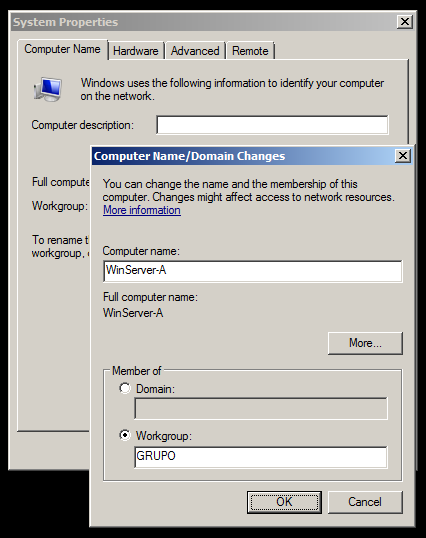 System Properties
Computer Name
Hardware
Advanced
Remote
Windows uses the following information to identify your computer
on the network.
Computer description:
Full compute
Workgroup:
To rename t
workgroup,
Computer Name/Domain Changes
You can change the name and the membership of this
computer. Changes might affect access to network resources.
More information
Computer name:
WinServer-A
Full computer name:
WinServer-A
More...
Member of
Domain:
Workgroup:
GRUPO
OK
Cancel